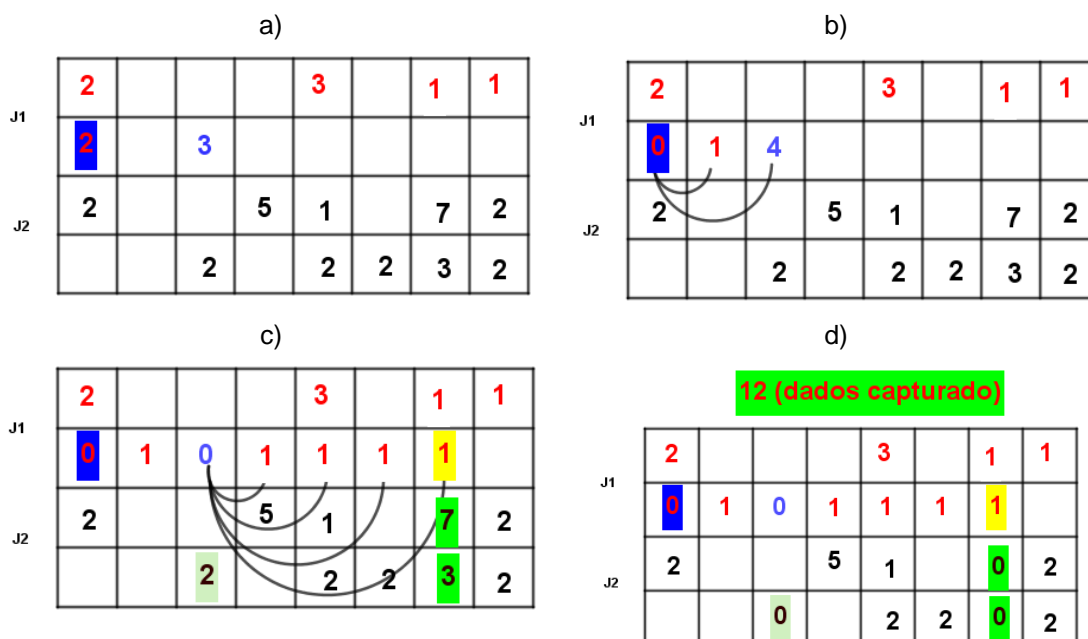 a)
2 3 1 1
J1
2 3
2 5 1 7 2
J2
2 2 2 3 2
b)
2 3 1 1
J1
0 1 4
2 5 1 7 2
J2
2 2 2 3 2
c)
2 3 1 1
J1
0 1 0 1 1 1 1
2 5 1 7 2
J2
2 2 2 3 2
d)
12 (dados capturado)
2 3 1 1
J1
0 1 0 1 1 1 1
2 5 1 0 2
J2
0 2 2 0 2